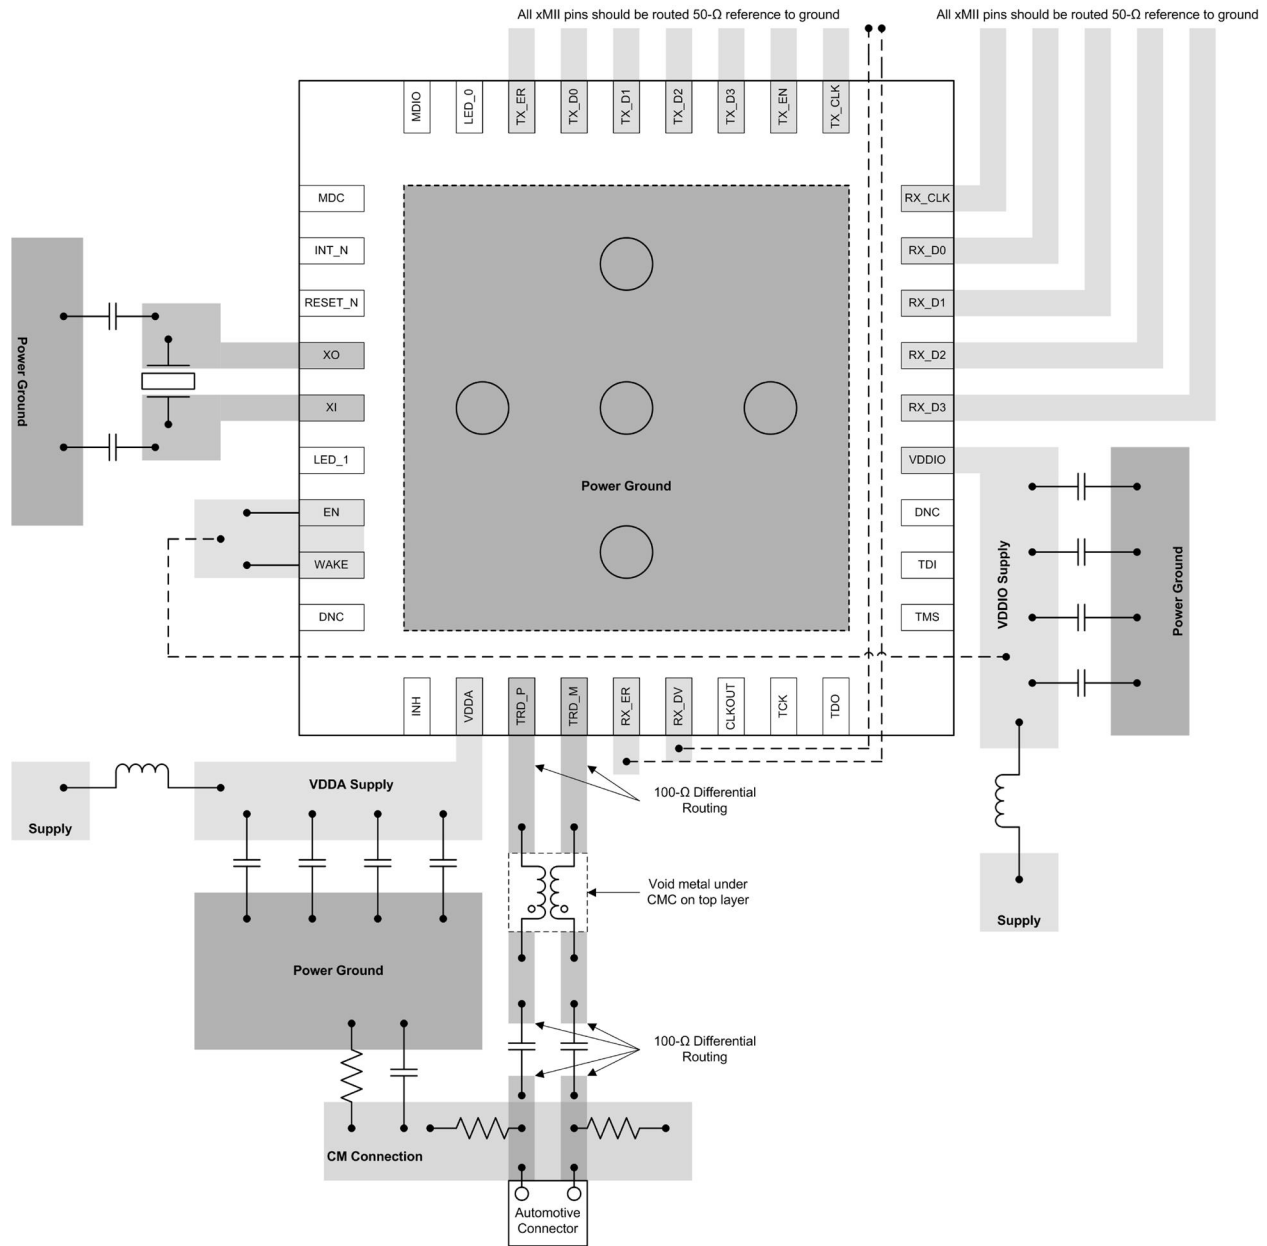 All xMII pins should be routed 50-Ω reference to ground
All xMII pins should be routed 50-Ω reference to ground
MDIO
LED_0
TX_ER
TX_D0
TX_D1
TX_D2
TX_D3
TX_EN
TX_CLK
MDC
INT_N
RESET_N
XO
XI
LED_1
EN
WAKE
DNC
RX_CLK
RX_D0
RX_D1
RX_D2
RX_D3
VDDIO
DNC
TDI
TMS
Power Ground
Power Ground
VDDIO Supply
Power Ground
INH
VDDA
TRD_P
TRD_M
RX_ER
RX_DV
CLKOUT
TCK
TDO
VDDA Supply
Supply
100-Ω Differential
Routing
Void metal under
CMC on top layer
Supply
Power Ground
100-Ω Differential
Routing
CM Connection
Automotive
Connector